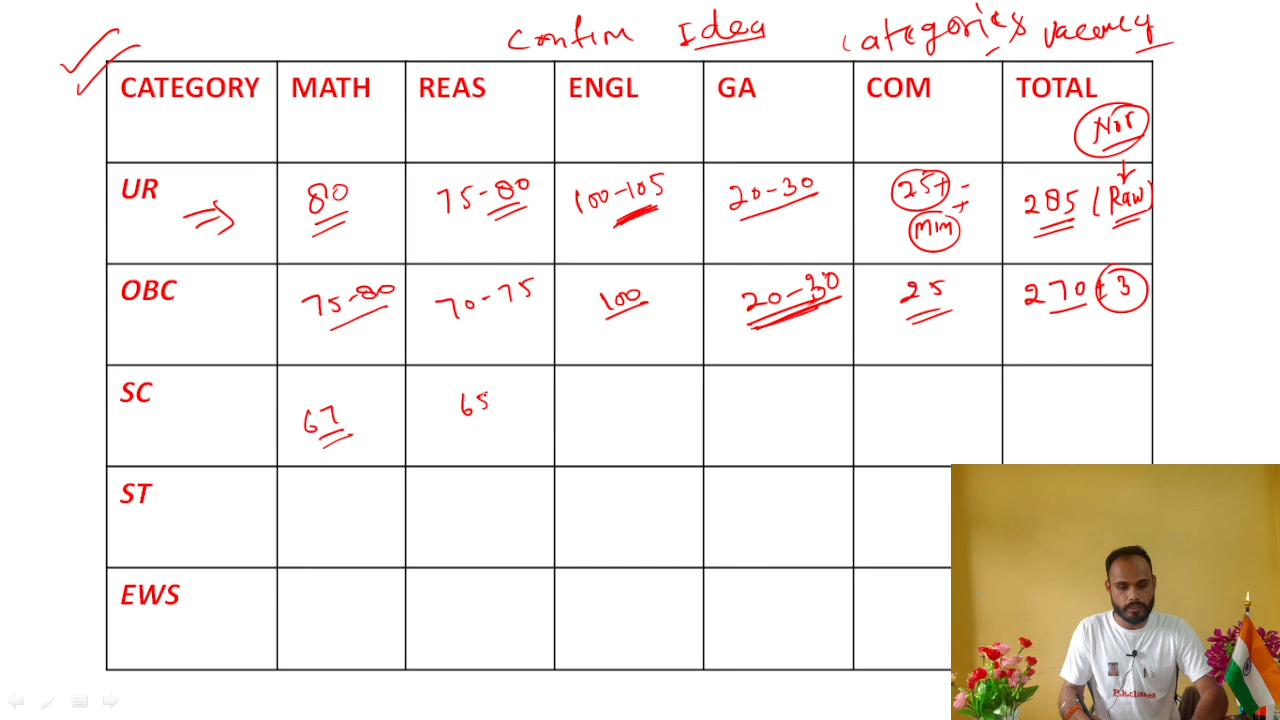 Confirm Idea Categories vacancy
CATEGORY MATH REAS ENGL GA COM TOTAL
Nor
UR 80 75-80 100-105 20-30 25+ 285 (Raw)
Min
OBC 75-80 70-75 100 20-30 25 270 ± 3
SC 67 65
ST
EWS
P.K.classes